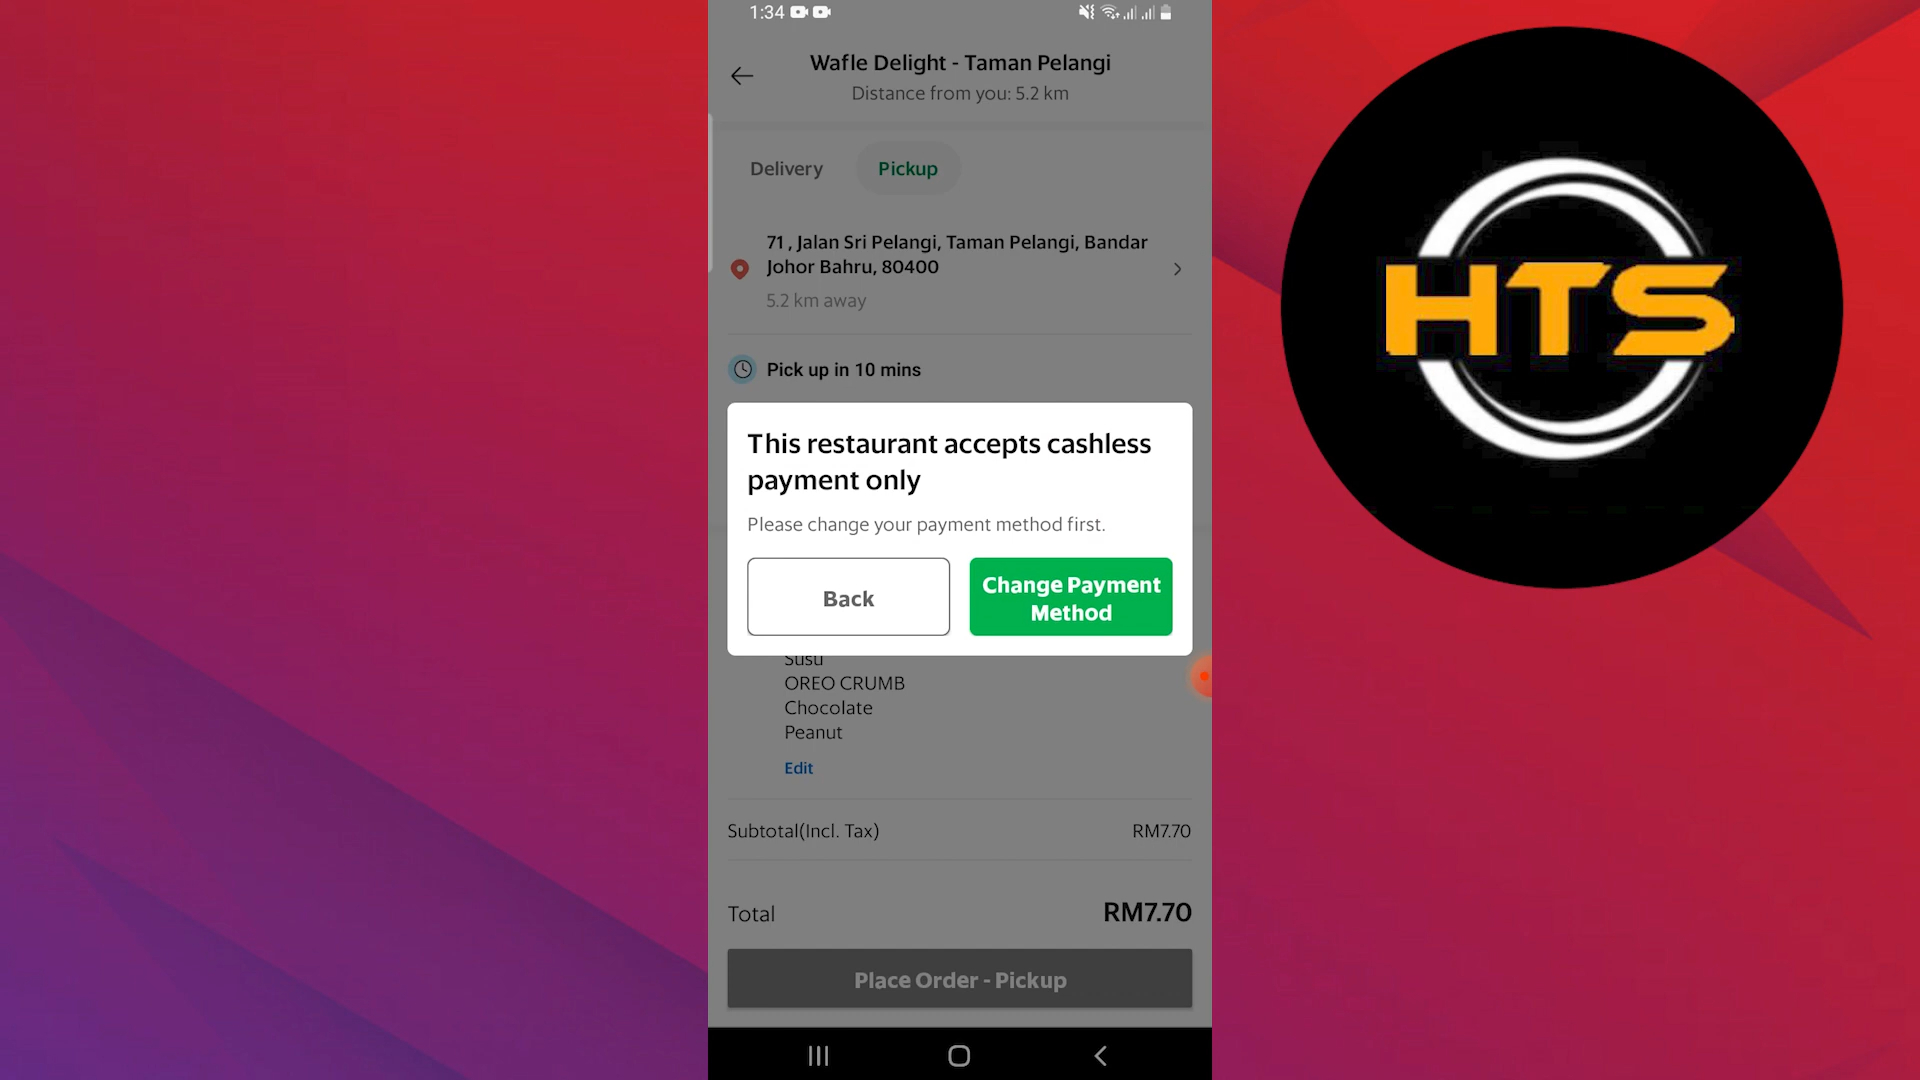 1:34
Wafle Delight - Taman Pelangi
Distance from you: 5.2 km
Delivery
Pickup
71 , Jalan Sri Pelangi, Taman Pelangi, Bandar
Johor Bahru, 80400
5.2 km away
Pick up in 10 mins
This restaurant accepts cashless
payment only
Please change your payment method first.
Back
Change Payment
Method
Susu
OREO CRUMB
Chocolate
Peanut
Edit
Subtotal(Incl. Tax) RM7.70
Total RM7.70
Place Order - Pickup
HTS